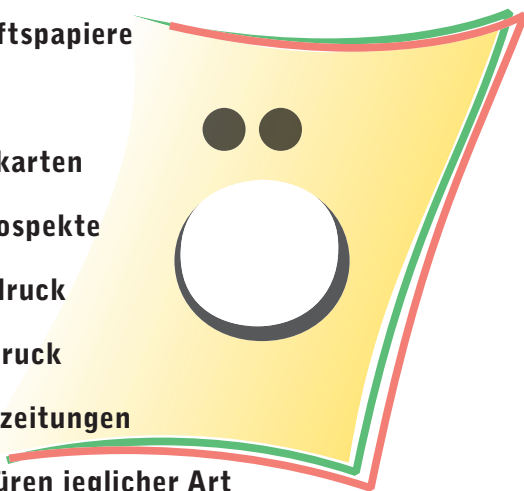 ftspapiere
karten
ospekte
druck
ruck
zeitungen
üren jeglicher Art